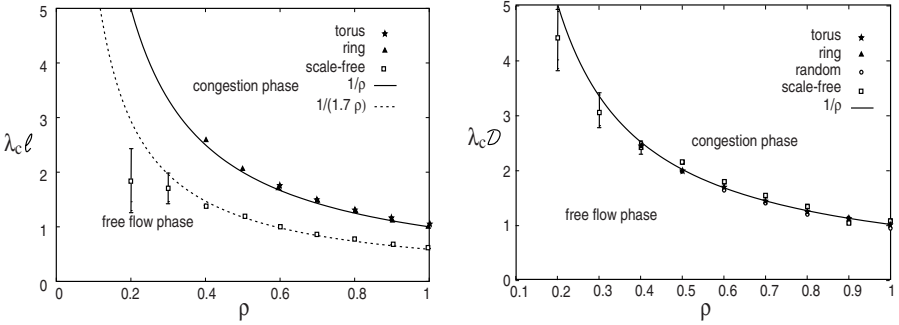 5
4
3
2
1
0
λcℓ
torus
ring
scale-free
1/ρ
1/(1.7 ρ)
congestion phase
free flow phase
0 0.2 0.4 0.6 0.8 1
ρ
5
4
3
2
1
0
λc𝒟
torus
ring
random
scale-free
1/ρ
congestion phase
free flow phase
0.1 0.2 0.3 0.4 0.5 0.6 0.7 0.8 0.9 1
ρ